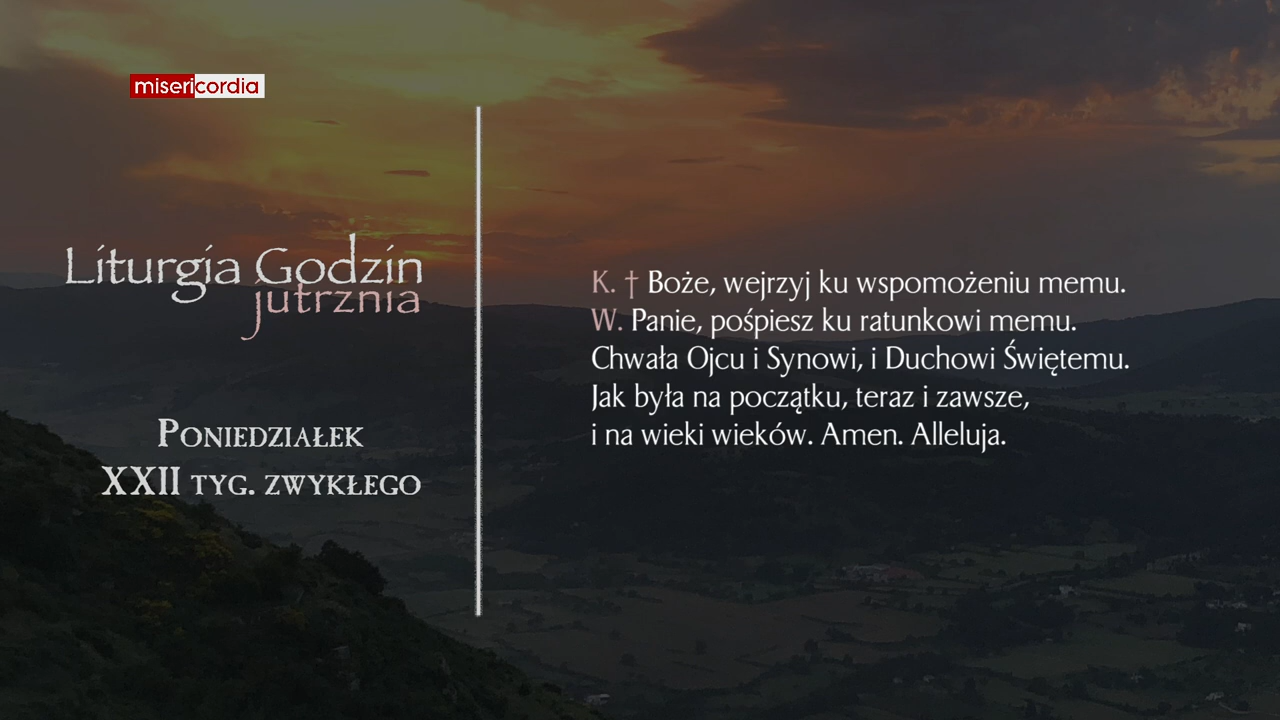 misericordia
Liturgia Godzin
jutrznia
Poniedziałek
XXII tyg. zwykłego
K. † Boże, wejrzyj ku wspomożeniu memu.
W. Panie, pośpiesz ku ratunkowi memu.
Chwała Ojcu i Synowi, i Duchowi Świętemu.
Jak była na początku, teraz i zawsze,
i na wieki wieków. Amen. Alleluja.